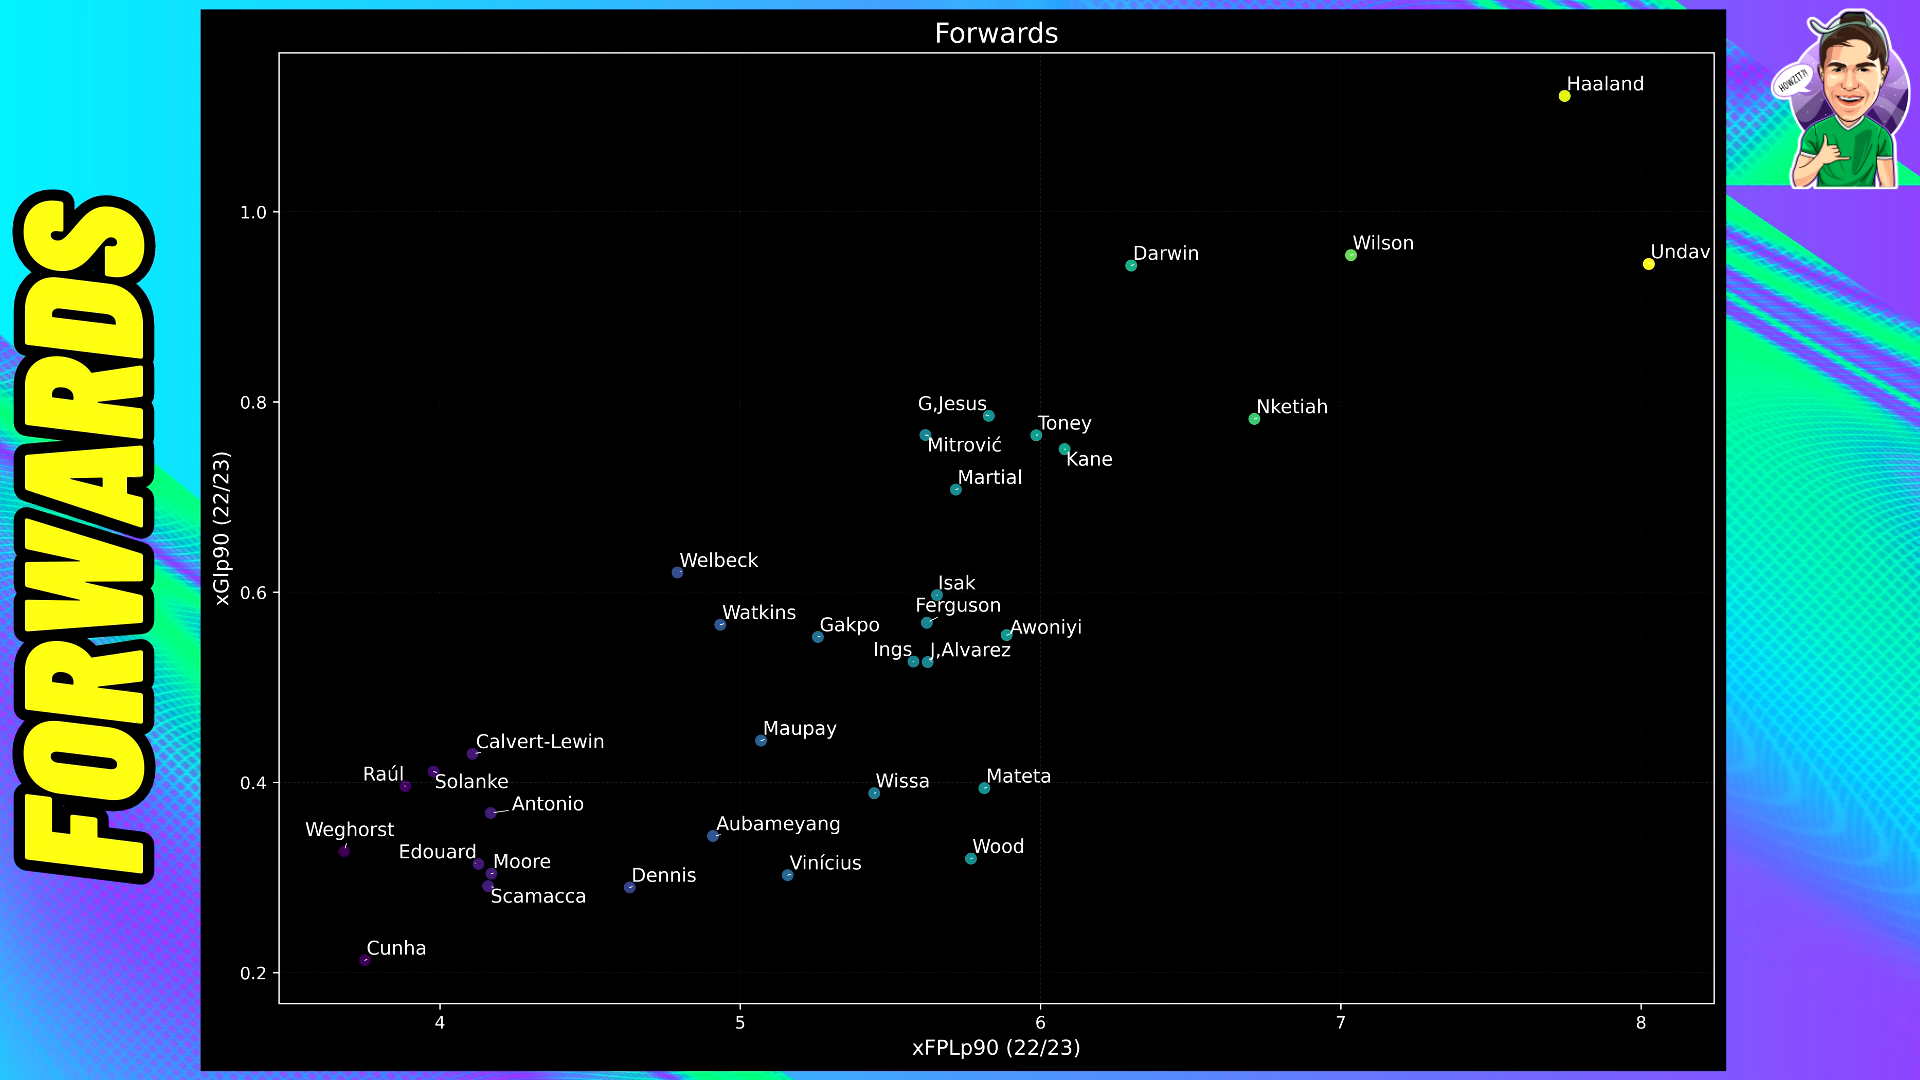 FORWARDS
Forwards
HOWZIT?!
Haaland
Wilson
Darwin
Undav
G,Jesus
Nketiah
Toney
Mitrović
Kane
Martial
Welbeck
Isak
Ferguson
Watkins
Gakpo
Awoniyi
Ings
J,Alvarez
Maupay
Calvert-Lewin
Raúl
Solanke
Wissa
Mateta
Antonio
Aubameyang
Weghorst
Wood
Edouard
Moore
Vinícius
Dennis
Scamacca
Cunha
1.0
0.8
0.6
0.4
0.2
xGIp90 (22/23)
4
5
6
7
8
xFPLp90 (22/23)